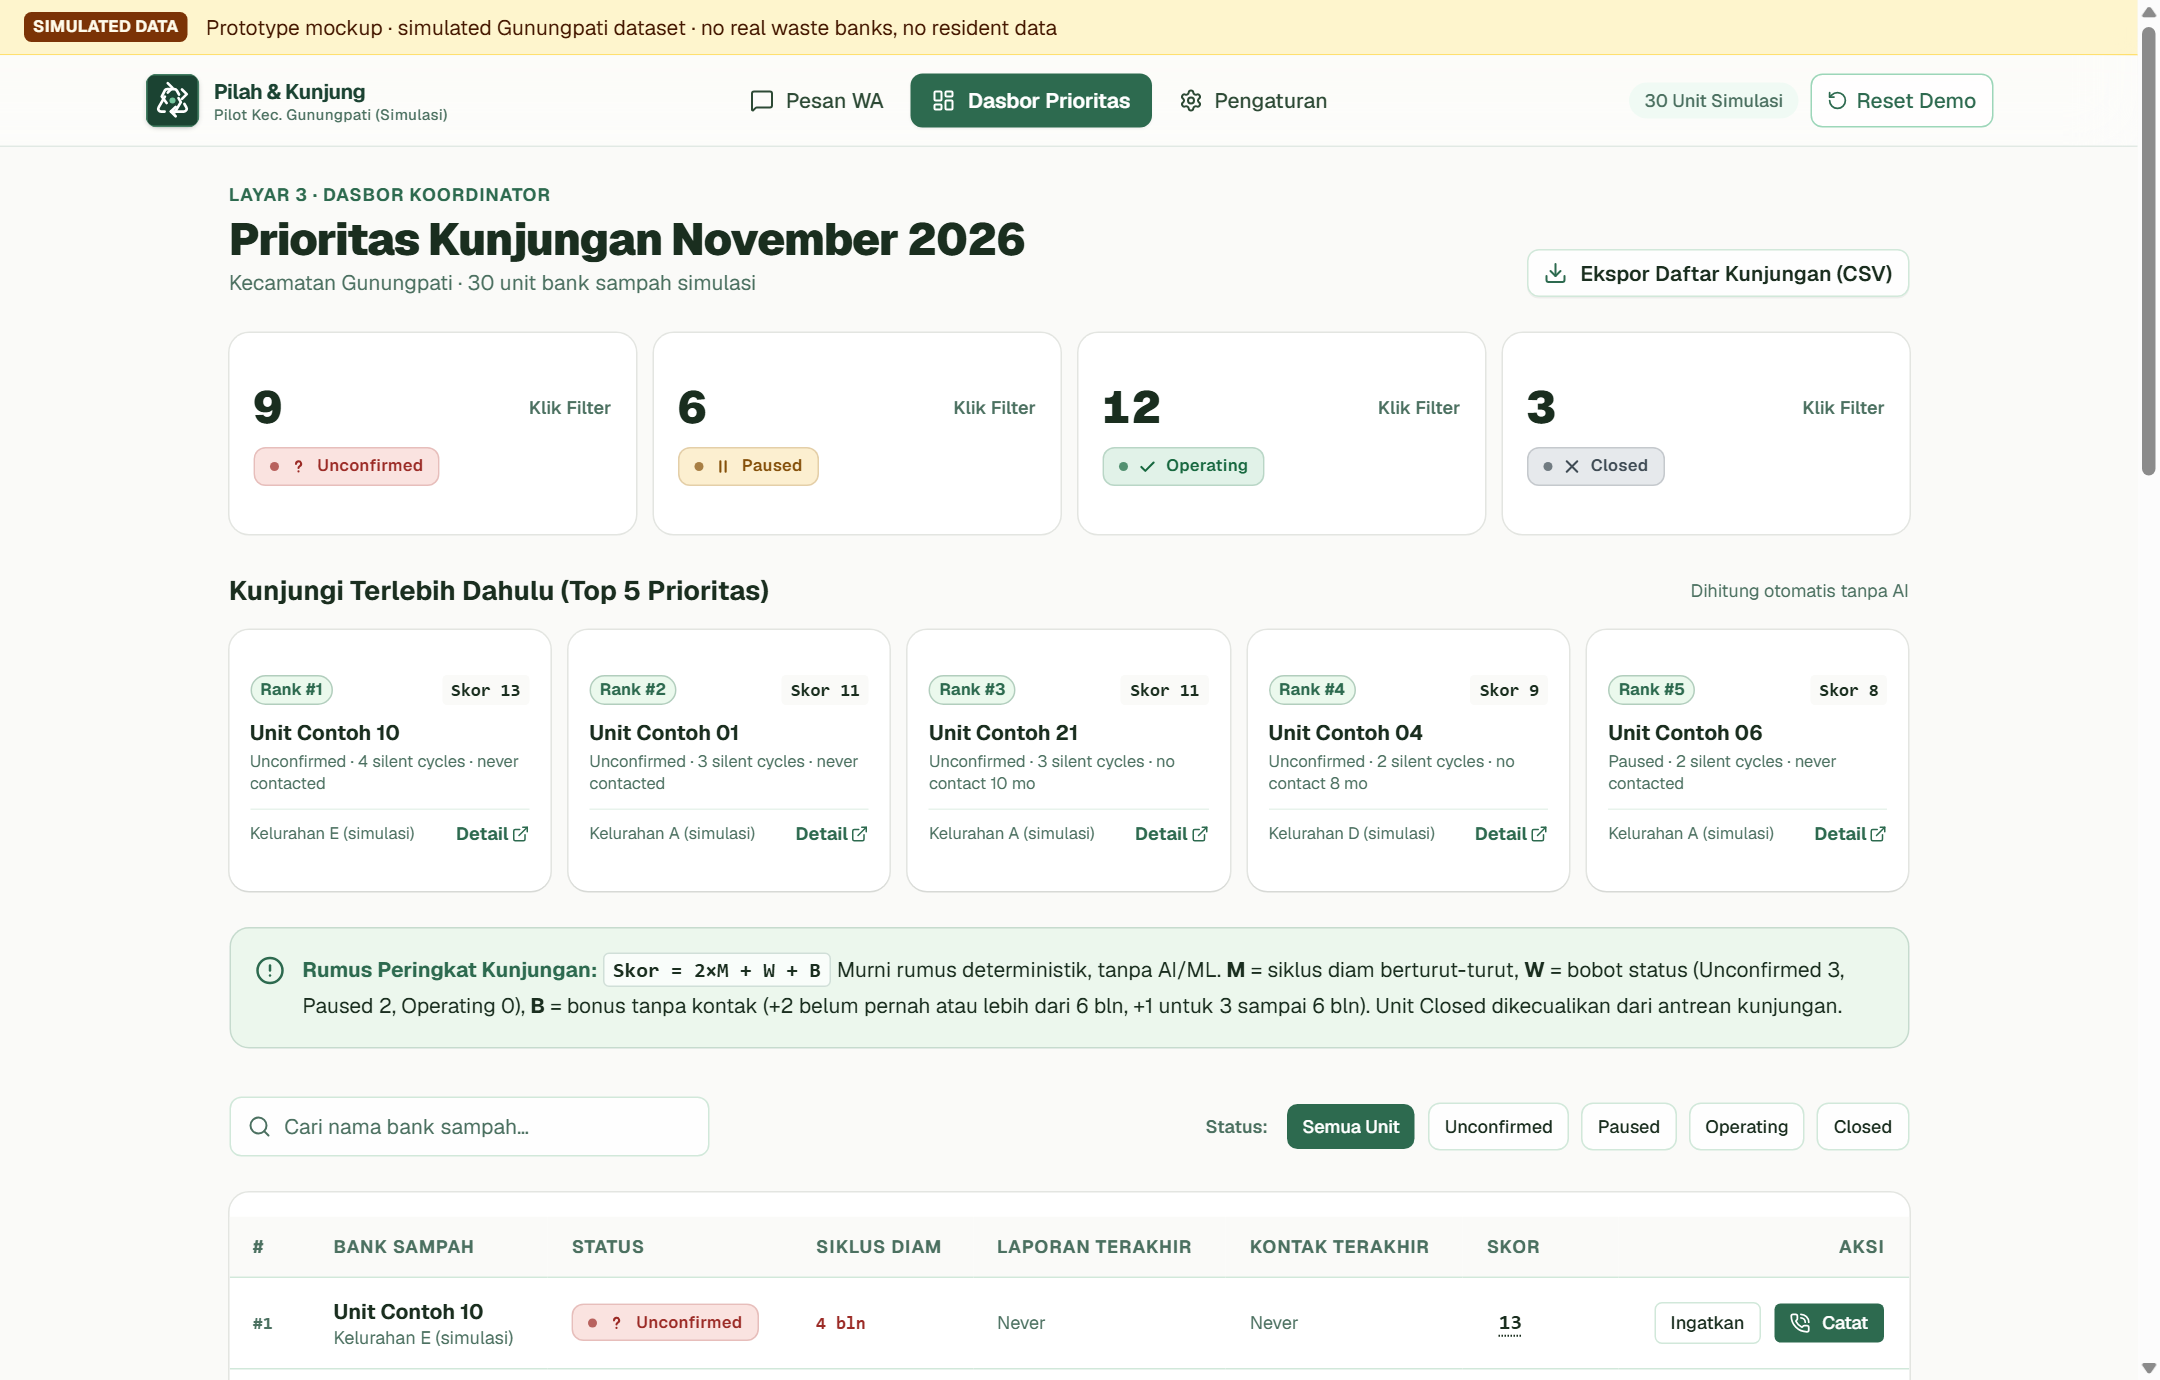 SIMULATED DATA Prototype mockup · simulated Gunungpati dataset · no real waste banks, no resident data
Pilah & Kunjung
Pilot Kec. Gunungpati (Simulasi)
Pesan WA
Dasbor Prioritas
Pengaturan
30 Unit Simulasi
Reset Demo
LAYAR 3 · DASBOR KOORDINATOR
Prioritas Kunjungan November 2026
Kecamatan Gunungpati · 30 unit bank sampah simulasi
Ekspor Daftar Kunjungan (CSV)
9 Klik Filter
? Unconfirmed
6 Klik Filter
Paused
12 Klik Filter
Operating
3 Klik Filter
Closed
Kunjungi Terlebih Dahulu (Top 5 Prioritas)
Dihitung otomatis tanpa AI
Rank #1 Skor 13
Unit Contoh 10
Unconfirmed · 4 silent cycles · never
contacted
Kelurahan E (simulasi) Detail
Rank #2 Skor 11
Unit Contoh 01
Unconfirmed · 3 silent cycles · never
contacted
Kelurahan A (simulasi) Detail
Rank #3 Skor 11
Unit Contoh 21
Unconfirmed · 3 silent cycles · no
contact 10 mo
Kelurahan A (simulasi) Detail
Rank #4 Skor 9
Unit Contoh 04
Unconfirmed · 2 silent cycles · no
contact 8 mo
Kelurahan D (simulasi) Detail
Rank #5 Skor 8
Unit Contoh 06
Paused · 2 silent cycles · never
contacted
Kelurahan A (simulasi) Detail
Rumus Peringkat Kunjungan: Skor = 2×M + W + B Murni rumus deterministik, tanpa AI/ML. M = siklus diam berturut-turut, W = bobot status (Unconfirmed 3,
Paused 2, Operating 0), B = bonus tanpa kontak (+2 belum pernah atau lebih dari 6 bln, +1 untuk 3 sampai 6 bln). Unit Closed dikecualikan dari antrean kunjungan.
Cari nama bank sampah...
Status: Semua Unit Unconfirmed Paused Operating Closed
# BANK SAMPAH STATUS SIKLUS DIAM LAPORAN TERAKHIR KONTAK TERAKHIR SKOR AKSI
#1 Unit Contoh 10 ? Unconfirmed 4 bln Never Never 13 Ingatkan Catat
Kelurahan E (simulasi)